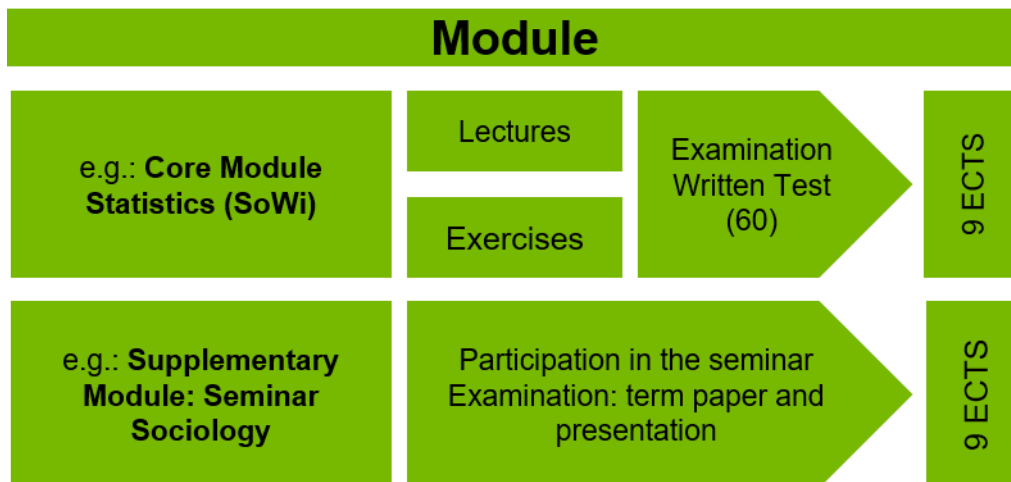 Module
e.g.: Core Module
Statistics (SoWi)
Lectures
Exercises
Examination
Written Test
(60)
9 ECTS
e.g.: Supplementary
Module: Seminar
Sociology
Participation in the seminar
Examination: term paper and
presentation
9 ECTS